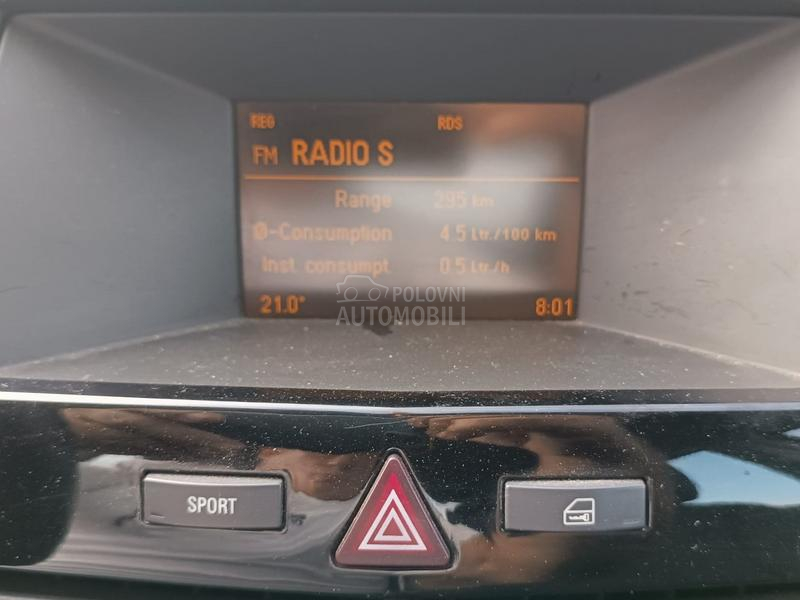 REG RDS
FM RADIO S
Range 295 km
Ø-Consumption 4.5 Ltr./100 km
Inst consumpt 0.5 Ltr/h
21.0° 8:01
POLOVNI
AUTOMOBILI
SPORT